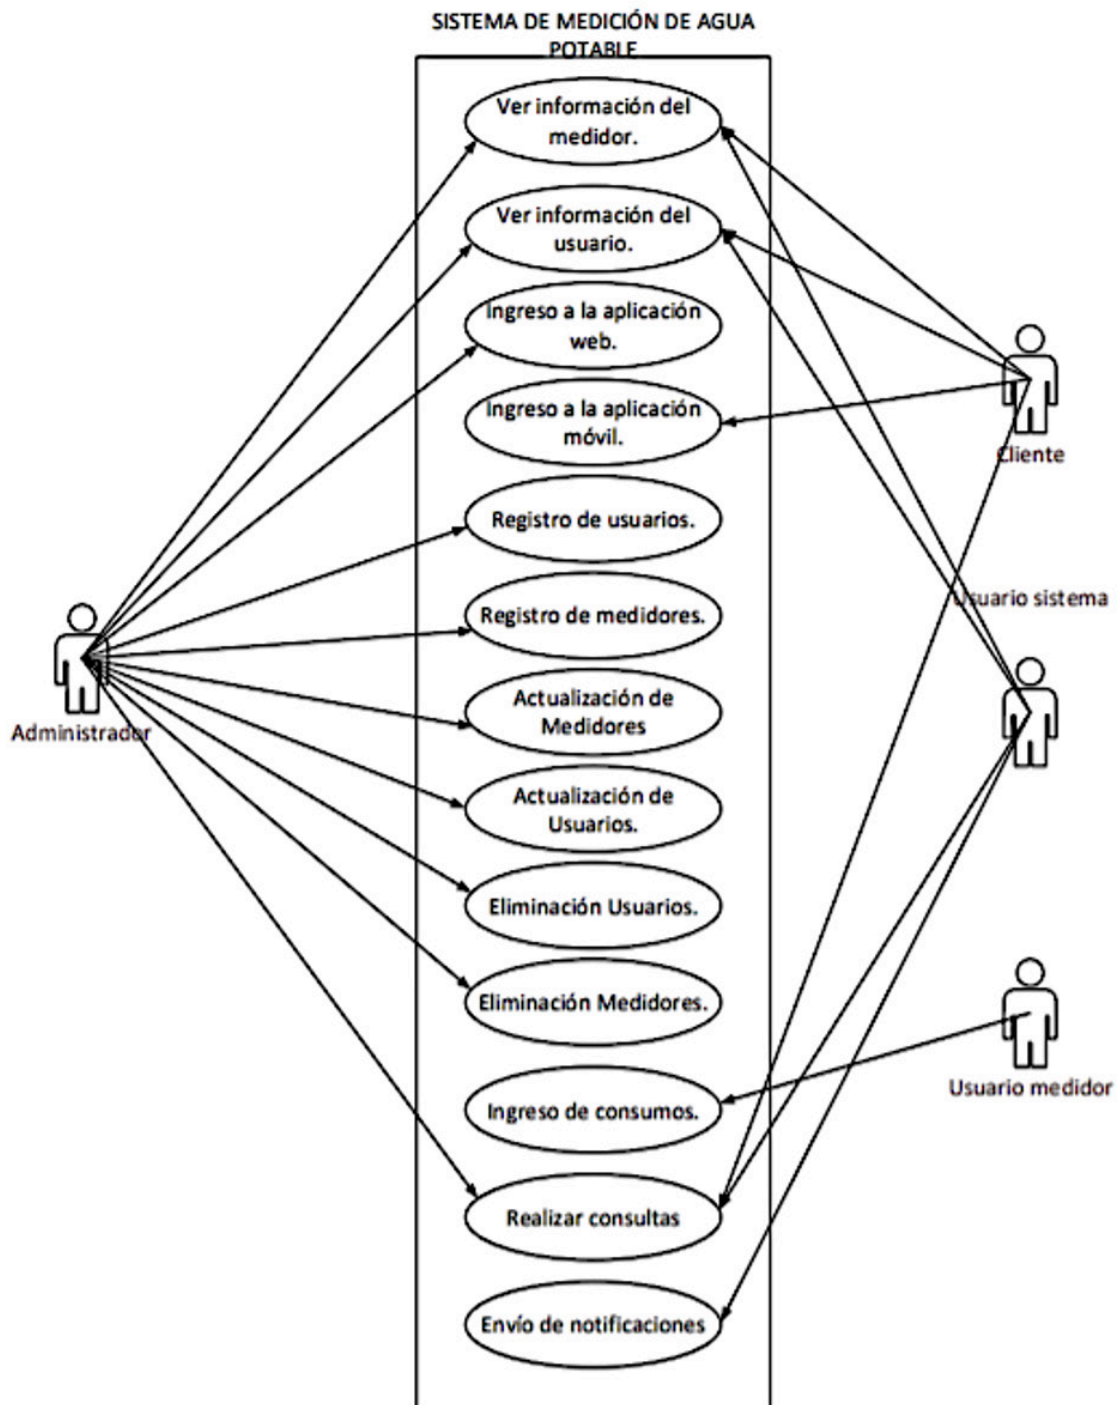 SISTEMA DE MEDICIÓN DE AGUA
POTABLE
Ver información del
medidor.
Ver información del
usuario.
Ingreso a la aplicación
web.
Ingreso a la aplicación
móvil.
Cliente
Registro de usuarios.
Usuario sistema
Registro de medidores.
Administrador
Actualización de
Medidores
Actualización de
Usuarios.
Eliminación Usuarios.
Eliminación Medidores.
Usuario medidor
Ingreso de consumos.
Realizar consultas
Envío de notificaciones